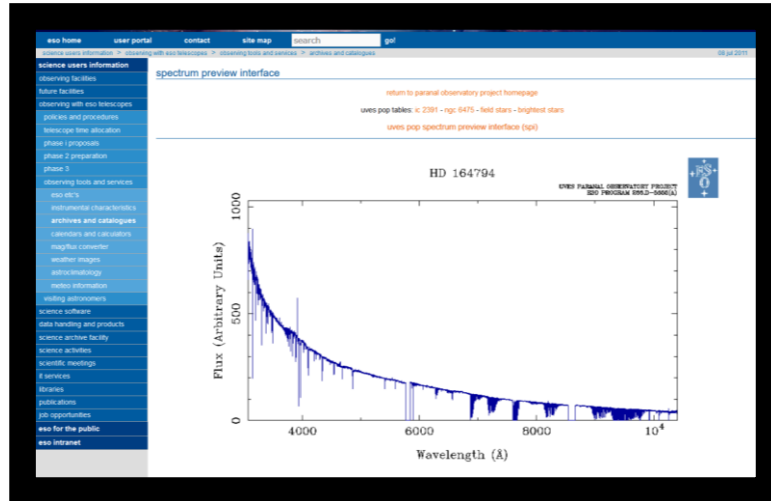 eso home user portal contact site map search go!
science users information > observing with eso telescopes > observing tools and services > archives and catalogues 08 jul 2011
science users information
observing facilities
future facilities
observing with eso telescopes
policies and procedures
telescope time allocation
phase i proposals
phase 2 preparation
phase 3
observing tools and services
eso etc's
instrumental characteristics
archives and catalogues
calendars and calculators
mag/flux converter
weather images
astroclimatology
meteo information
visiting astronomers
science software
data handling and products
science archive facility
science activities
scientific meetings
it services
libraries
publications
job opportunities
eso for the public
eso intranet
spectrum preview interface
return to paranal observatory project homepage
uves pop tables: ic 2391 - ngc 6475 - field stars - brightest stars
uves pop spectrum preview interface (spi)
HD 164794
UVES PARANAL OBSERVATORY PROJECT
ESO PROGRAM
ESO
Flux (Arbitrary Units)
1000
500
0
4000 6000 8000 10⁴
Wavelength (Å)